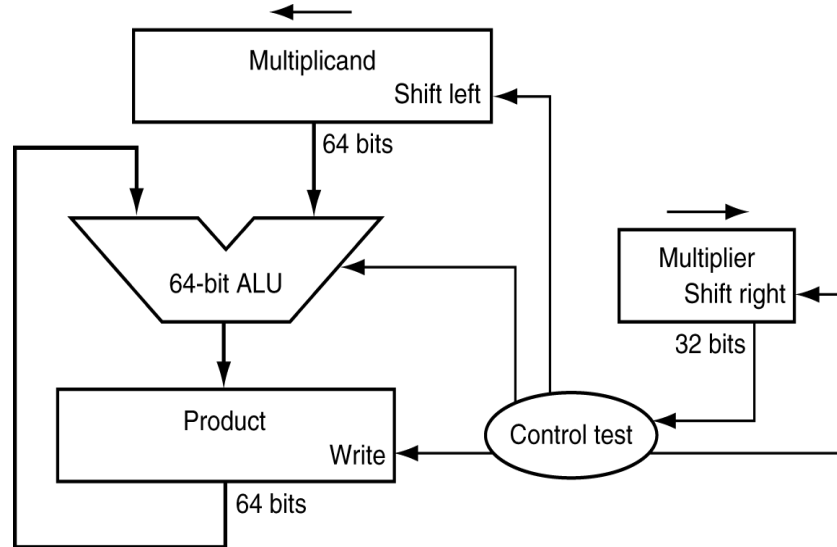 Multiplicand
Shift left
64 bits
64-bit ALU
Multiplier
Shift right
32 bits
Product
Write
Control test
64 bits